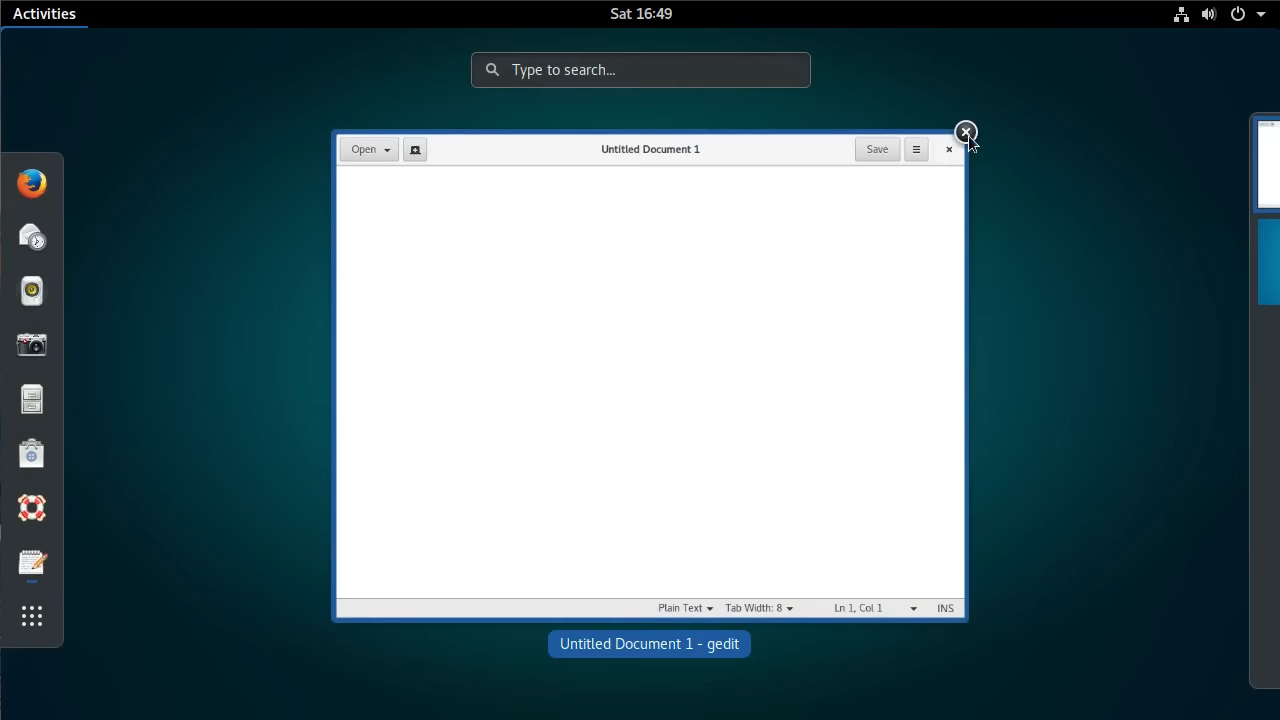 Activities
Sat 16:49
Type to search...
Open
Untitled Document 1
Save
Plain Text
Tab Width: 8
Ln 1, Col 1
INS
Untitled Document 1 - gedit